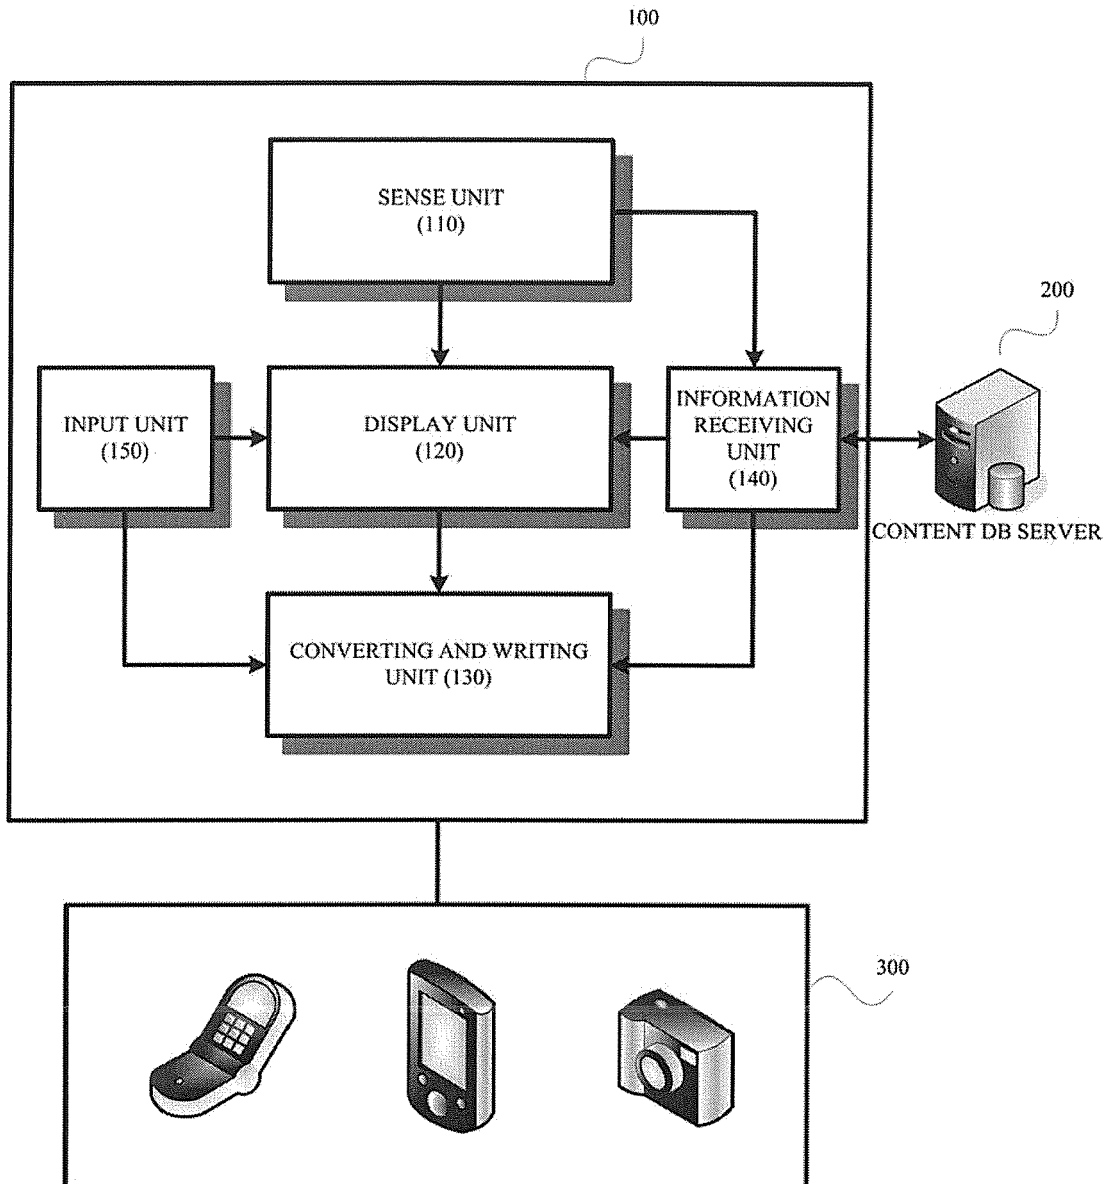 100
SENSE UNIT
(110)
200
INPUT UNIT
(150)
DISPLAY UNIT
(120)
INFORMATION
RECEIVING
UNIT
(140)
CONTENT DB SERVER
CONVERTING AND WRITING
UNIT (130)
300